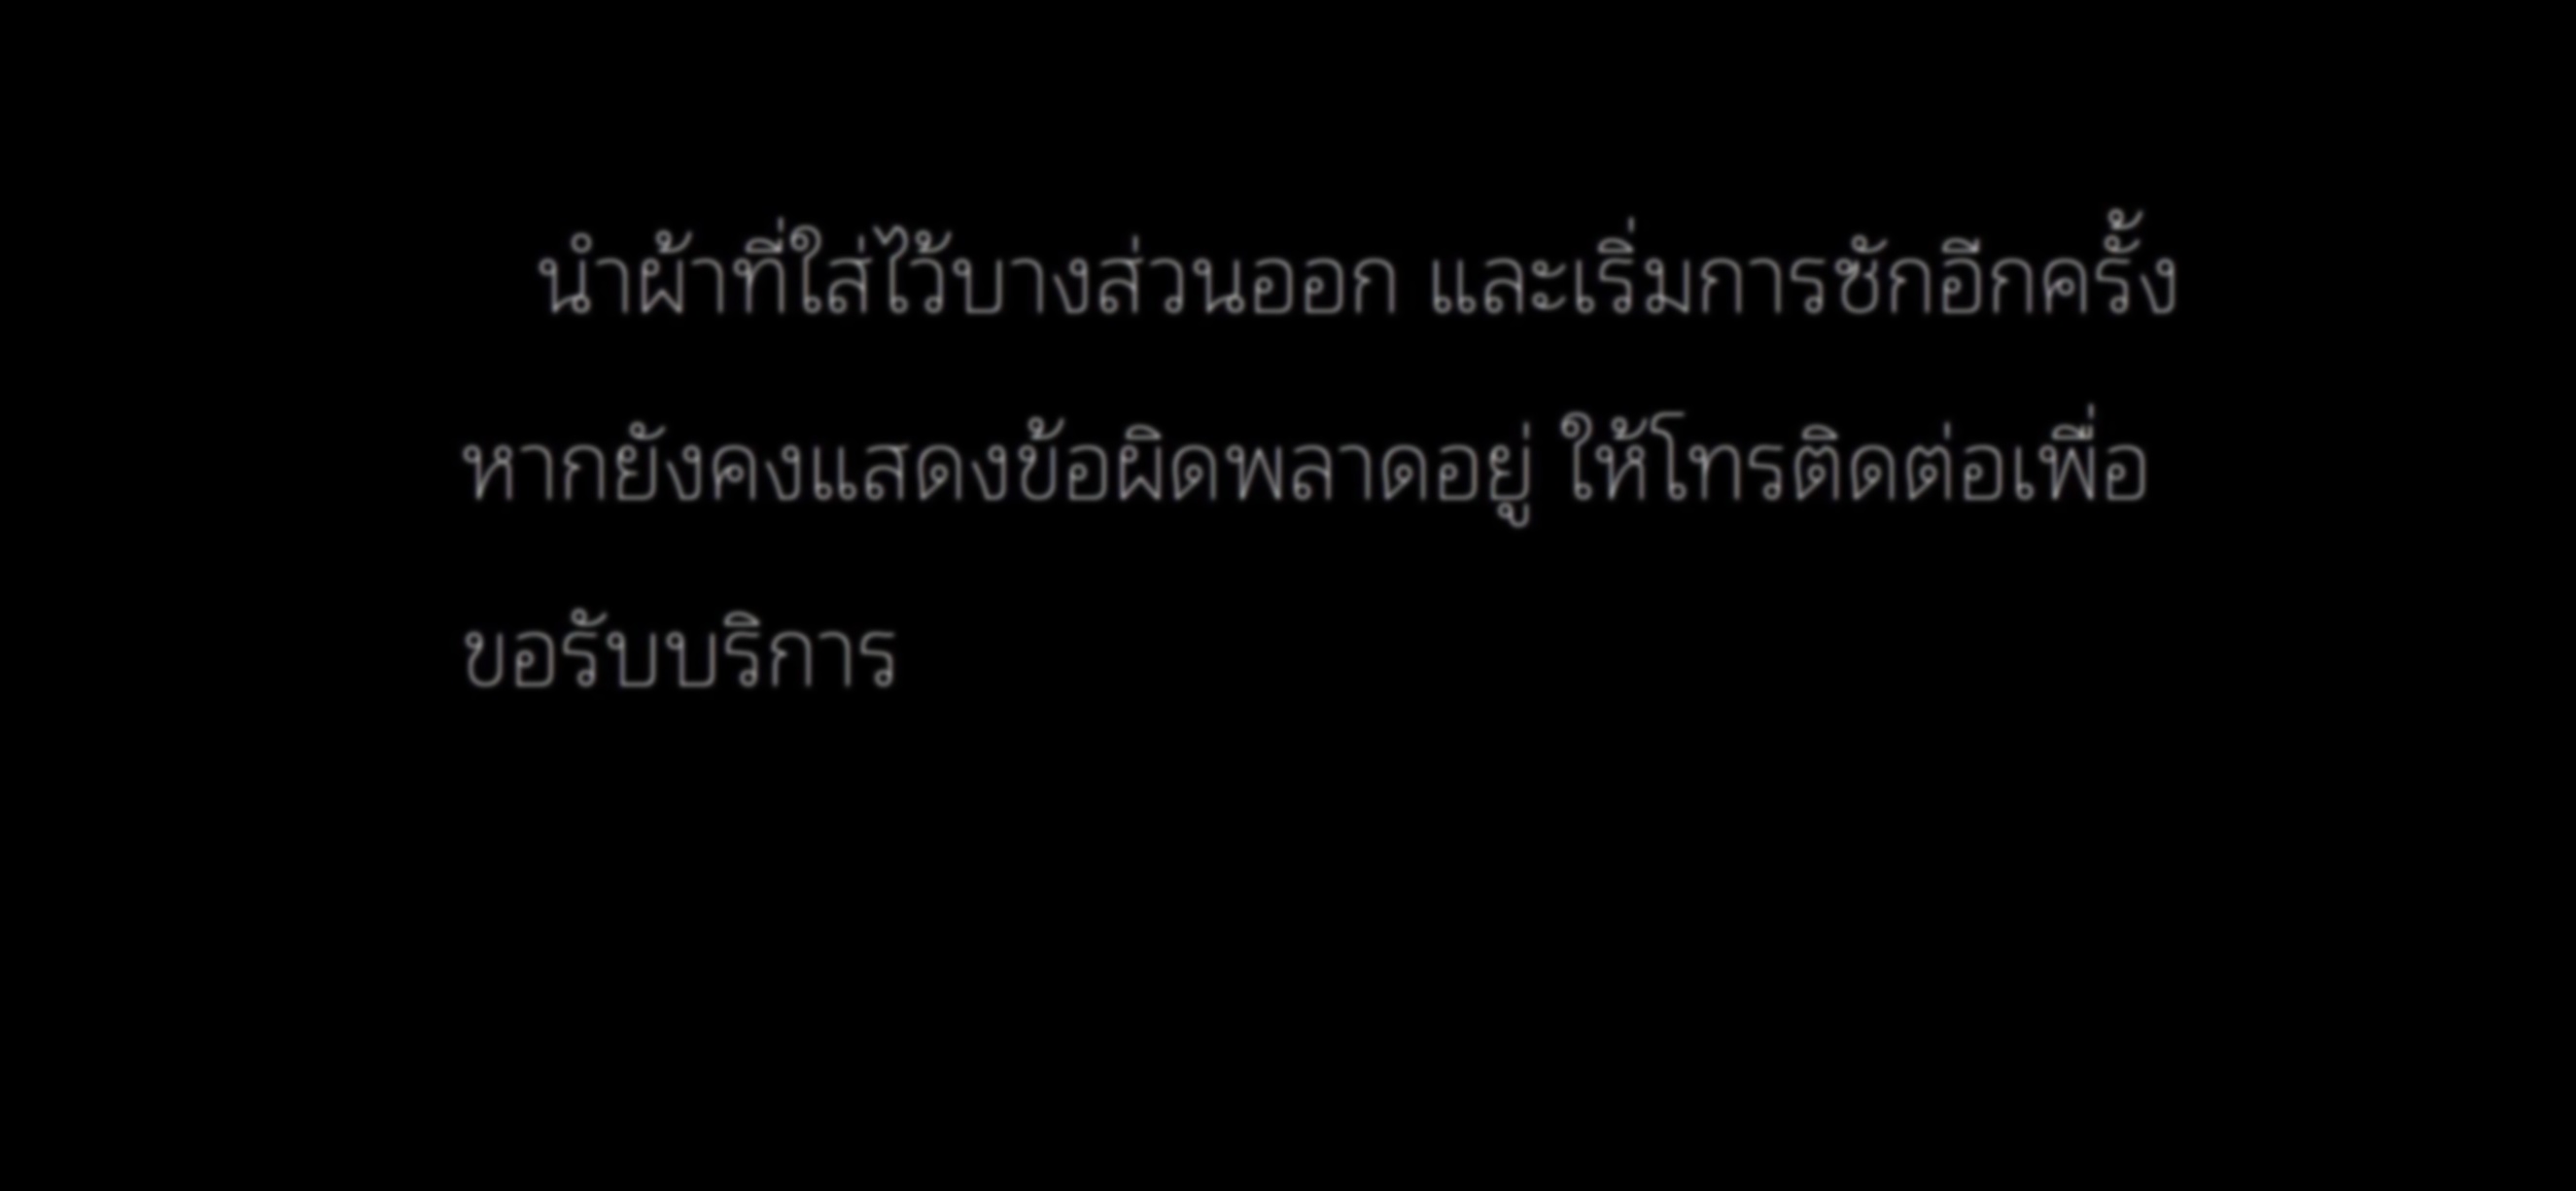 นำผ้าที่ใส่ไว้บางส่วนออก และเริ่มการซักอีกครั้ง
หากยังคงแสดงข้อผิดพลาดอยู่ ให้โทรติดต่อเพื่อ
ขอรับบริการ